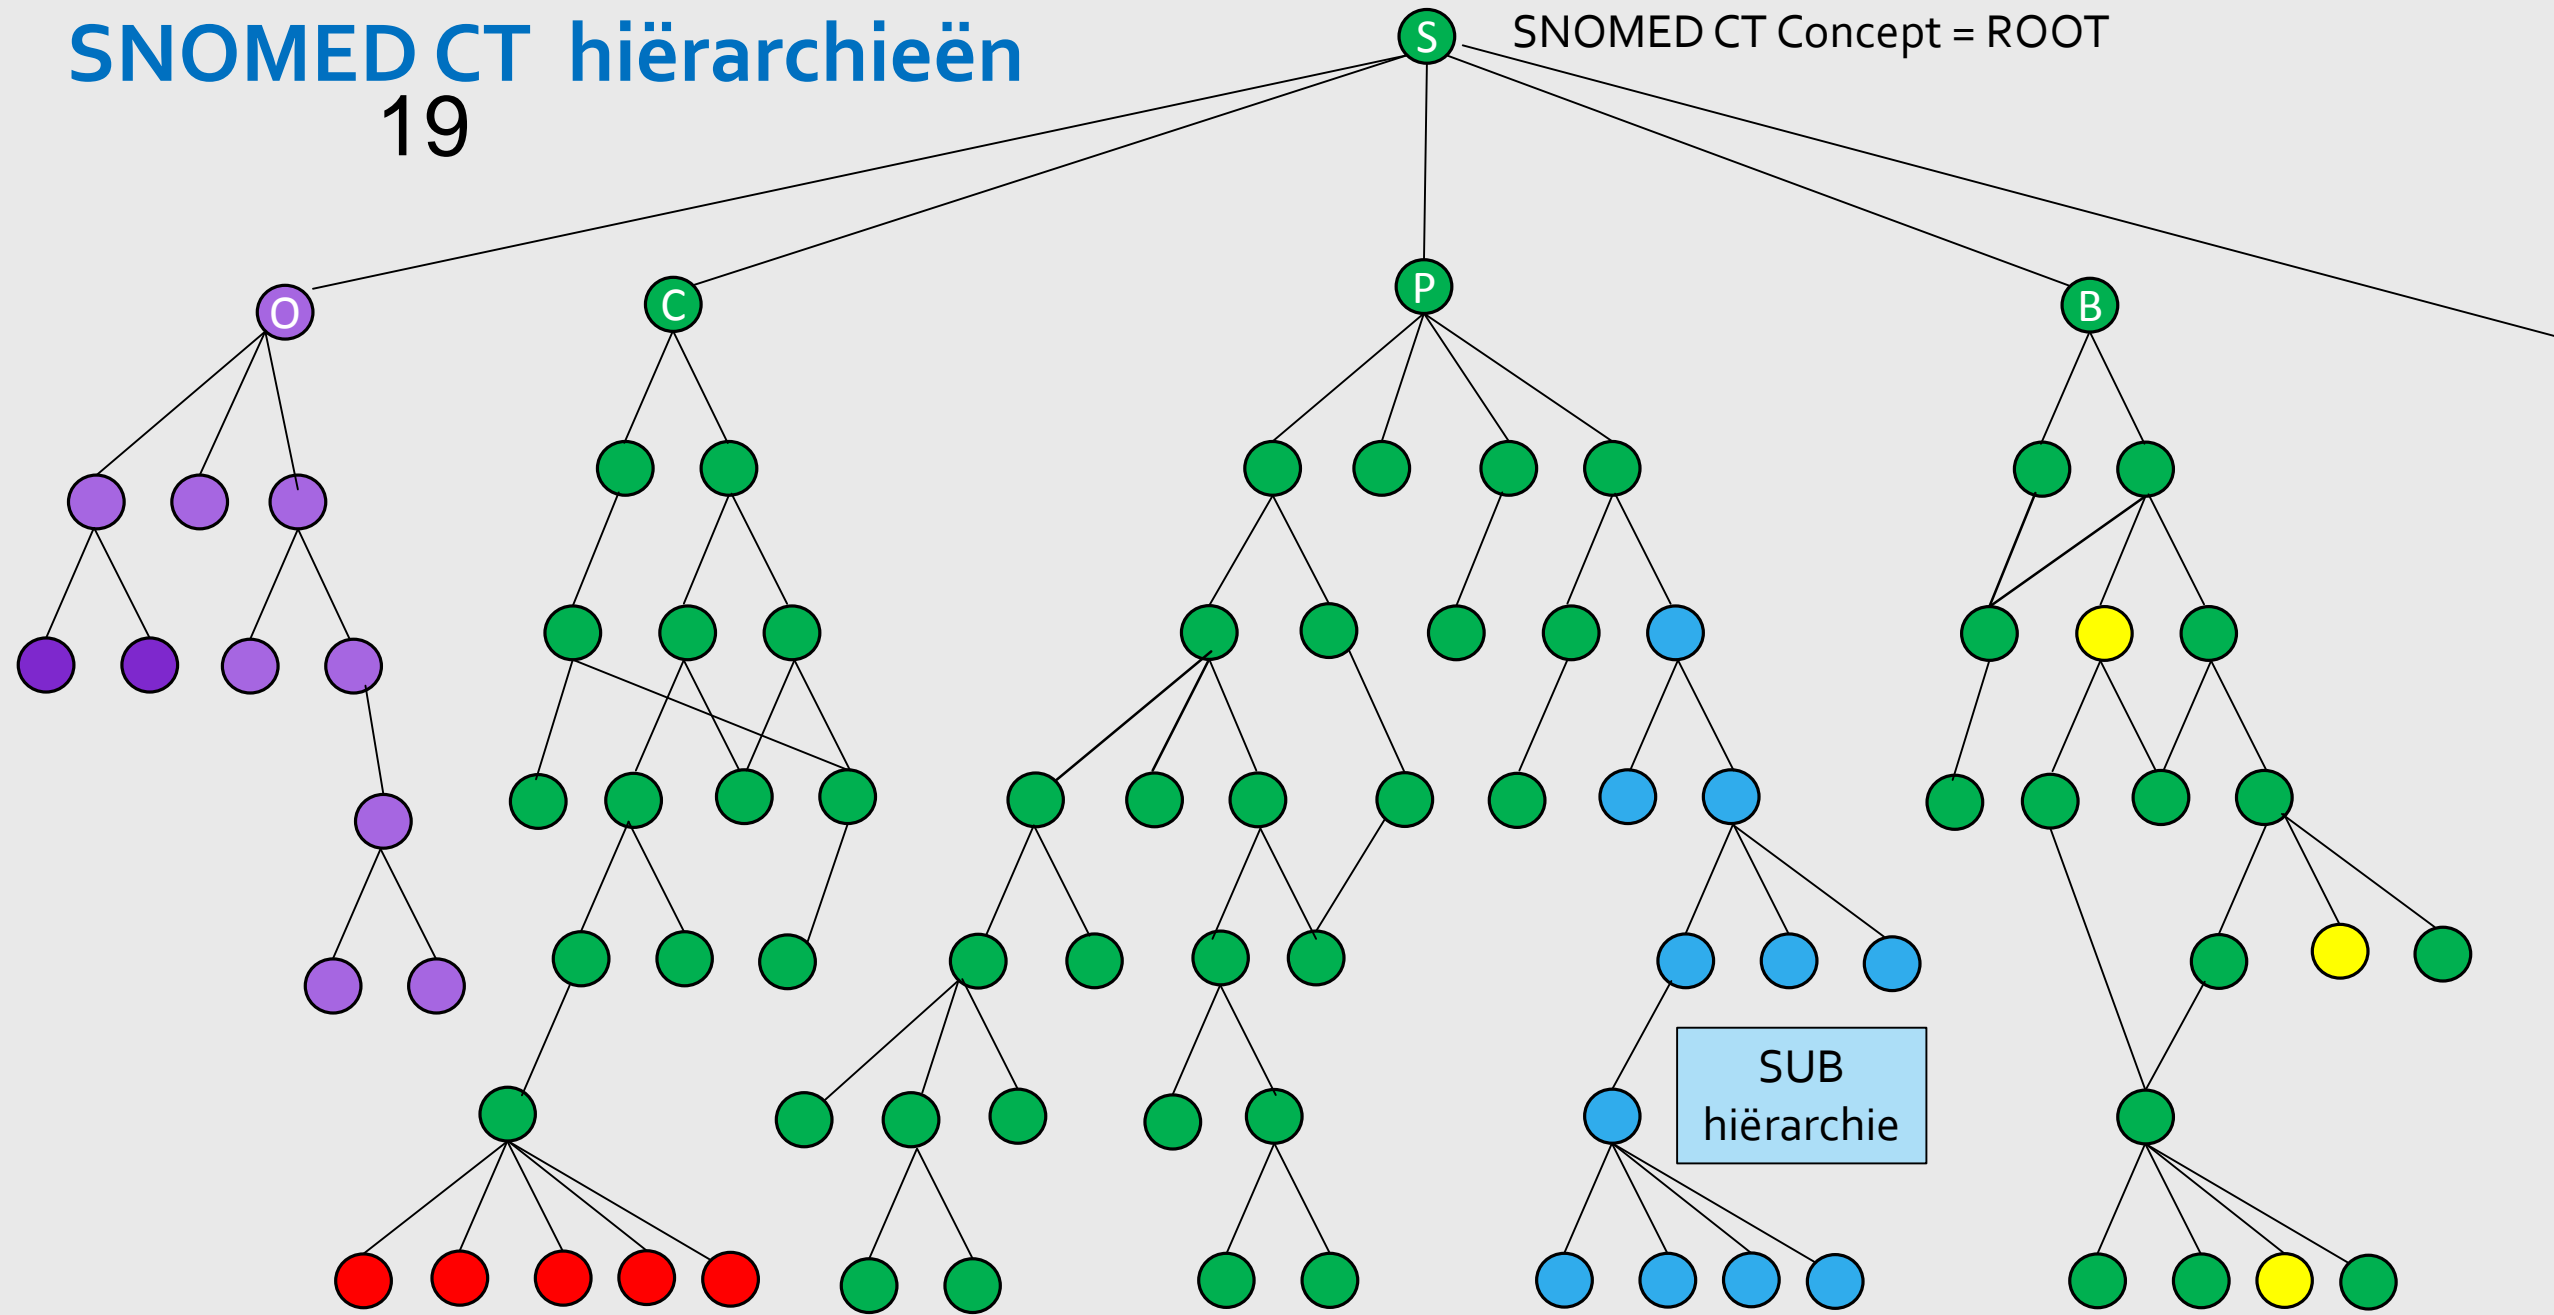 SNOMED CT hiërarchieën
19
S
SNOMED CT Concept = ROOT
O
C
P
B
SUB
hiërarchie